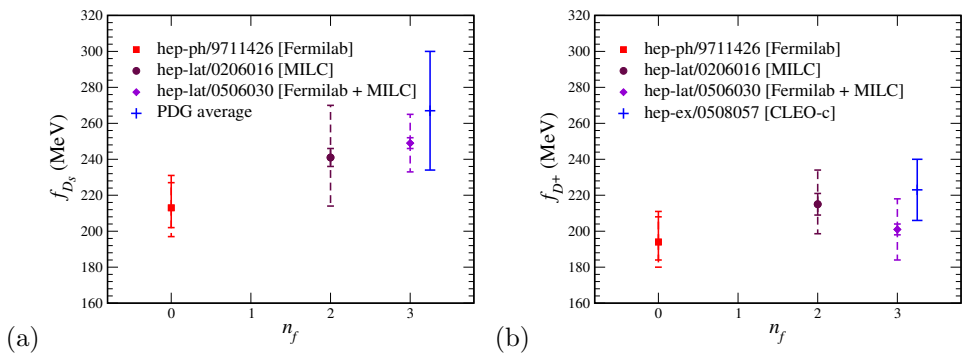 320
300
280
260
240
220
200
180
160
f_{D_s} (MeV)
hep-ph/9711426 [Fermilab]
hep-lat/0206016 [MILC]
hep-lat/0506030 [Fermilab + MILC]
PDG average
0 1 2 3
n_f
(a)
320
300
280
260
240
220
200
180
160
f_{D+} (MeV)
hep-ph/9711426 [Fermilab]
hep-lat/0206016 [MILC]
hep-lat/0506030 [Fermilab + MILC]
hep-ex/0508057 [CLEO-c]
0 1 2 3
n_f
(b)